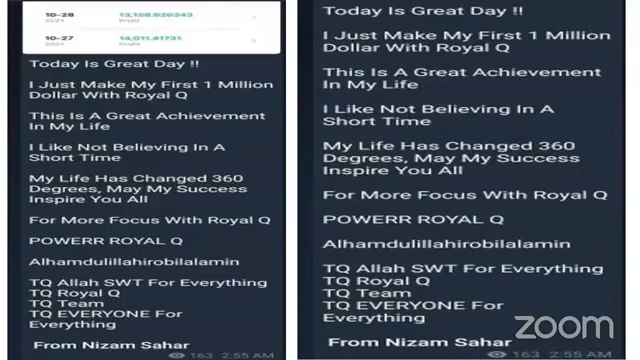 10-28
2021
13,158.826343
Profit
10-27
2021
14,011.41731
Profit
Today Is Great Day !!
I Just Make My First 1 Million
Dollar With Royal Q
This Is A Great Achievement
In My Life
I Like Not Believing In A
Short Time
My Life Has Changed 360
Degrees, May My Success
Inspire You All
For More Focus With Royal Q
POWERR ROYAL Q
Alhamdulillahirobilalamin
TQ Allah SWT For Everything
TQ Royal Q
TQ Team
TQ EVERYONE For
Everything
From Nizam Sahar
163 2:55 AM
Today Is Great Day !!
I Just Make My First 1 Million
Dollar With Royal Q
This Is A Great Achievement
In My Life
I Like Not Believing In A
Short Time
My Life Has Changed 360
Degrees, May My Success
Inspire You All
For More Focus With Royal Q
POWERR ROYAL Q
Alhamdulillahirobilalamin
TQ Allah SWT For Everything
TQ Royal Q
TQ Team
TQ EVERYONE For
Everything
From Nizam Sahar
163 2:55 AM
zoom